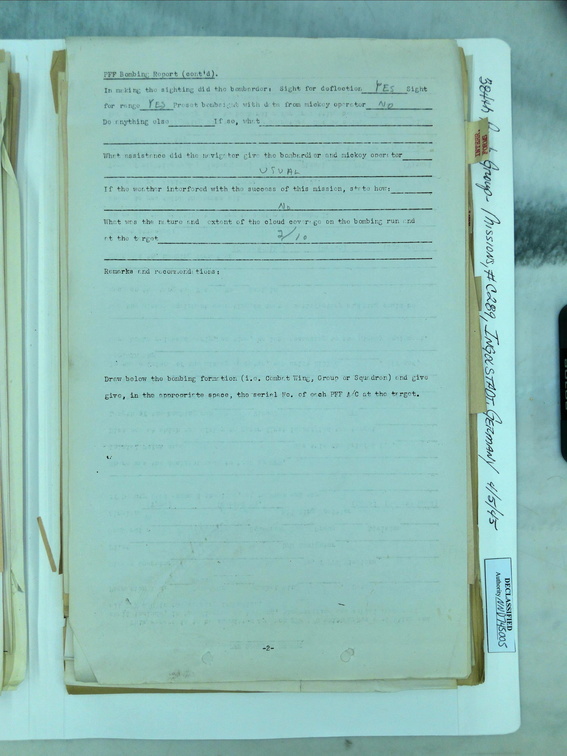 PFF Bombing Report (cont'd).
In making the sighting did the bombardier: Sight for deflection YES Sight
for range YES Preset bombsight with data from mickey operator No
Do anything else If so, what
What assistance did the navigator give the bombardier and mickey operator
USUAL
If the weather interfered with the success of this mission, state how:
No
What was the nature and extent of the cloud coverage on the bombing run and
at the target 2/10
Remarks and recommendations:
Draw below the bombing formation (i.e. Combat Wing, Group or Squadron) and give
give, in the appropriate space, the serial No. of each PFF A/C at the target.
-2-
384th Group - Missions, #289, INGOLSTADT, GERMANY 4/5/45
DECLASSIFIED
Authority NND 745005